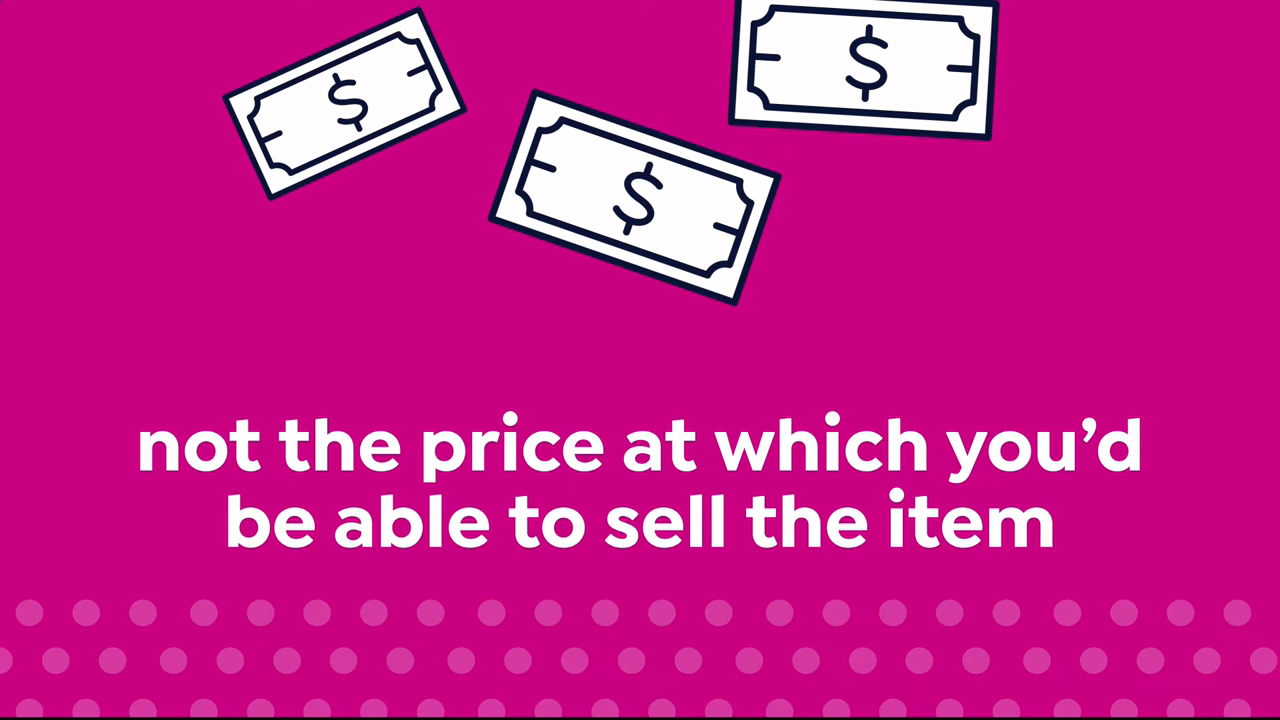 $
$
$
not the price at which you’d
be able to sell the item